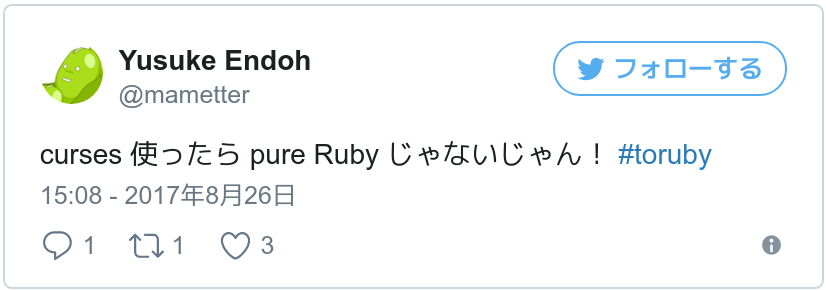 Yusuke Endoh
@mametter
フォローする
curses 使ったら pure Ruby じゃないじゃん！ #toruby
15:08 - 2017年8月26日
1 1 3